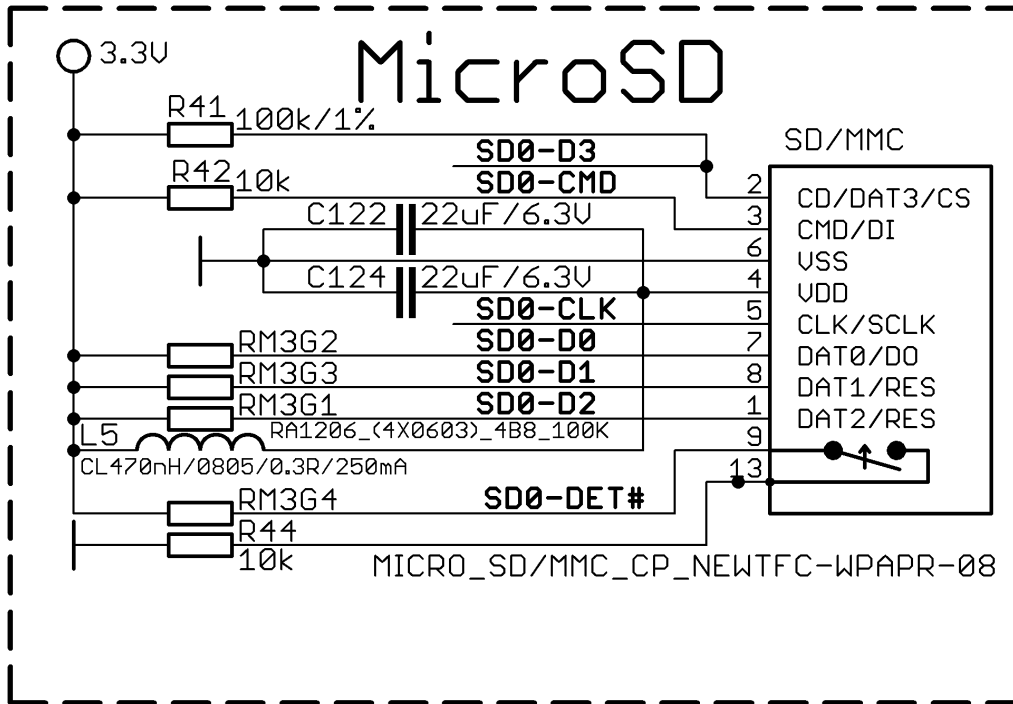 MicroSD
3.3V
R41
100k/1%
SD/MMC
SD0-D3
R42
10k
SD0-CMD
2
CD/DAT3/CS
C122
22uF/6.3V
3
CMD/DI
6
VSS
C124
22uF/6.3V
4
VDD
SD0-CLK
5
CLK/SCLK
RM3G2
SD0-D0
7
DAT0/DO
RM3G3
SD0-D1
8
DAT1/RES
RM3G1
SD0-D2
1
DAT2/RES
L5
RA1206_(4X0603)_4B8_100K
9
CL470nH/0805/0.3R/250mA
13
RM3G4
SD0-DET#
R44
10k
MICRO_SD/MMC_CP_NEWTFC-WPAPR-08